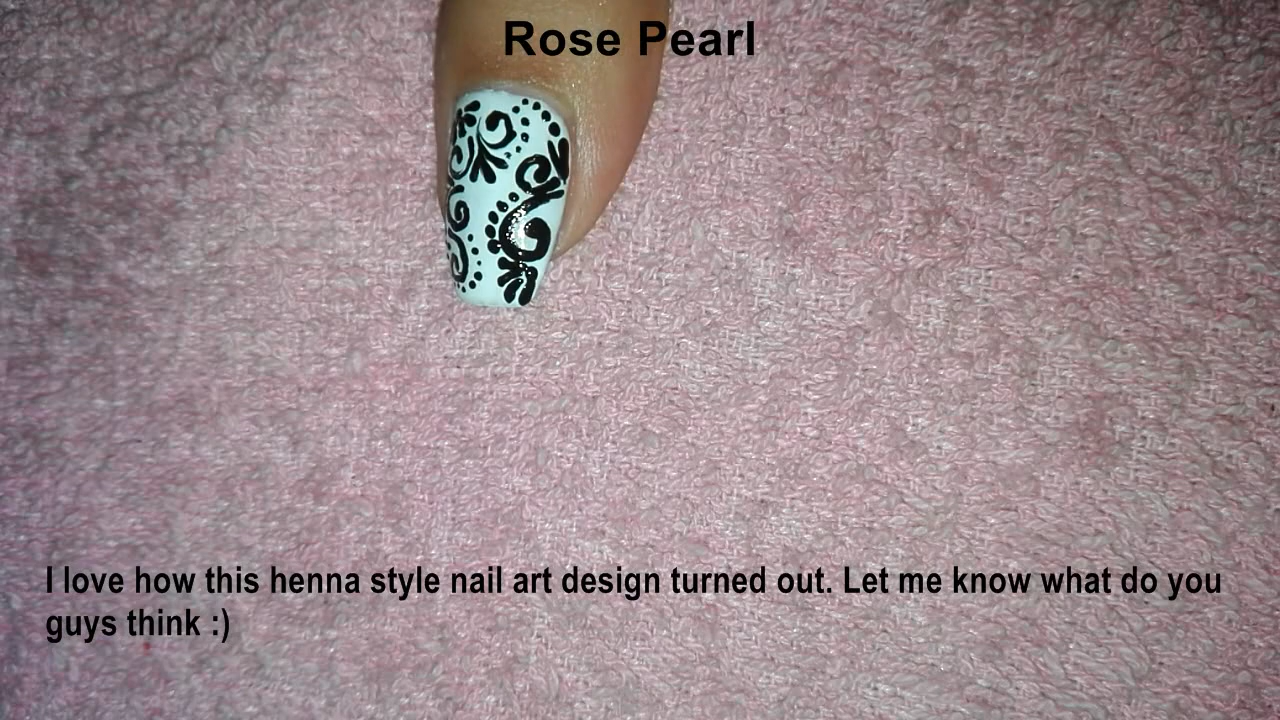 Rose Pearl
I love how this henna style nail art design turned out. Let me know what do you
guys think :)